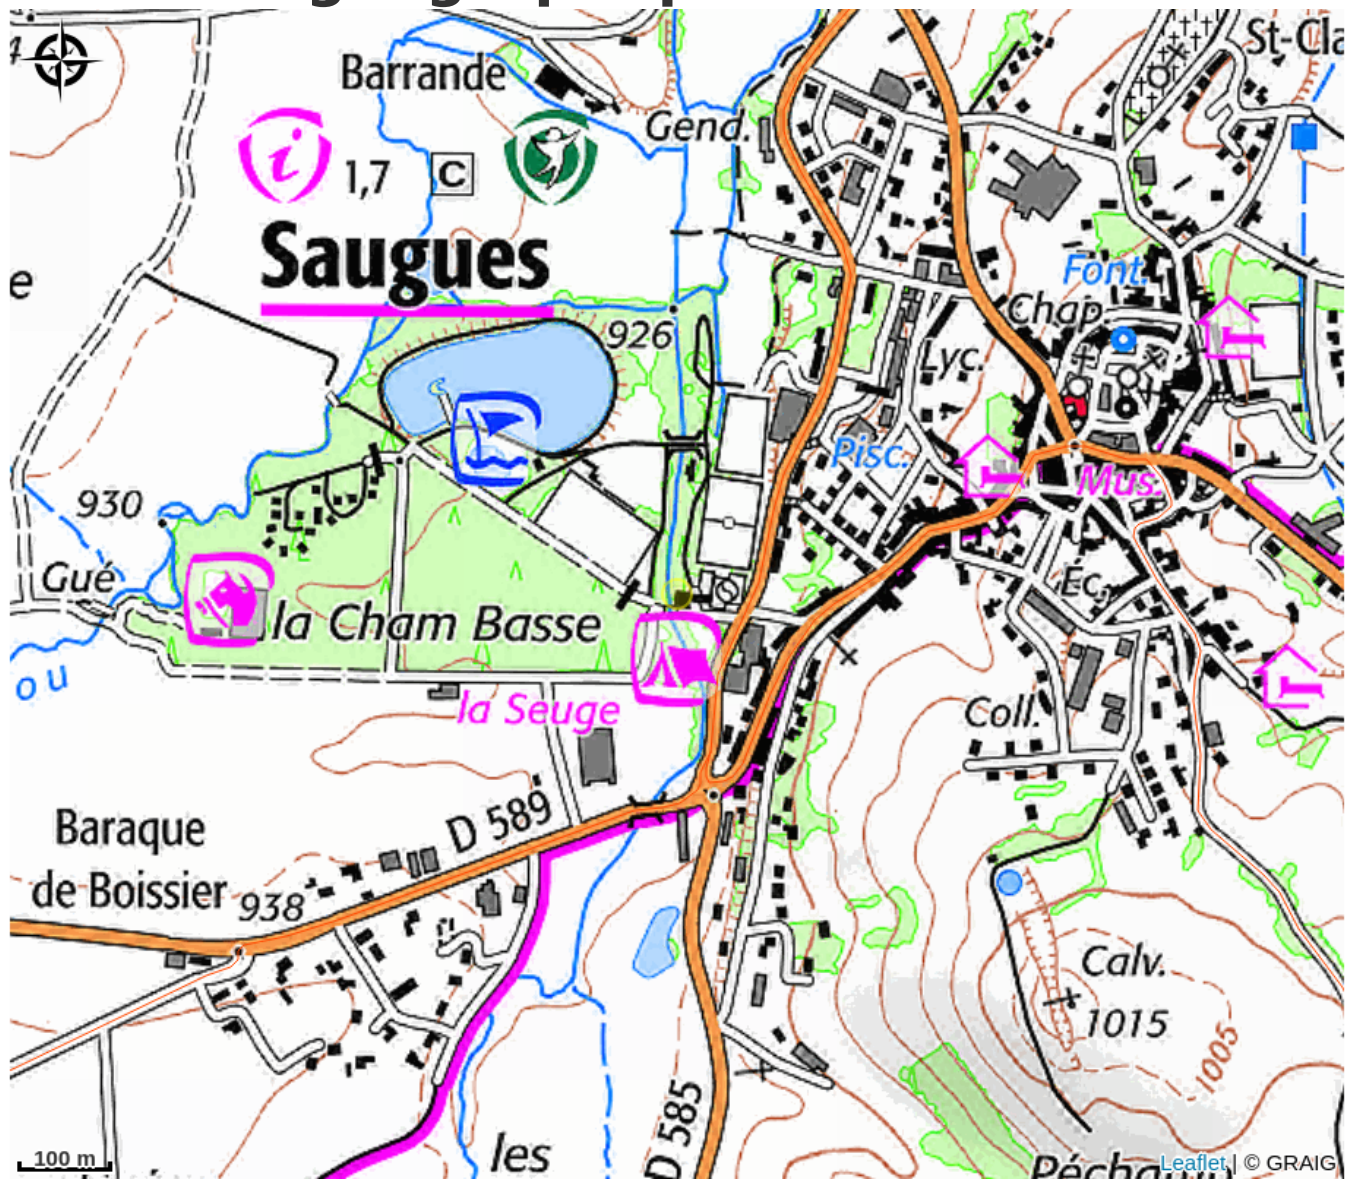 Barrande
St-Cla
Gend.
1,7
C
Saugues
e
Font.
Chap.
926
Lyc.
Pisc.
Mus.
930
Gué
Éc.
la Cham Basse
ou
la Seuge
Coll.
D 589
Baraque
de Boissier
938
Calv.
1015
1005
D 585
les
100 m
Leaflet | © GRAIG